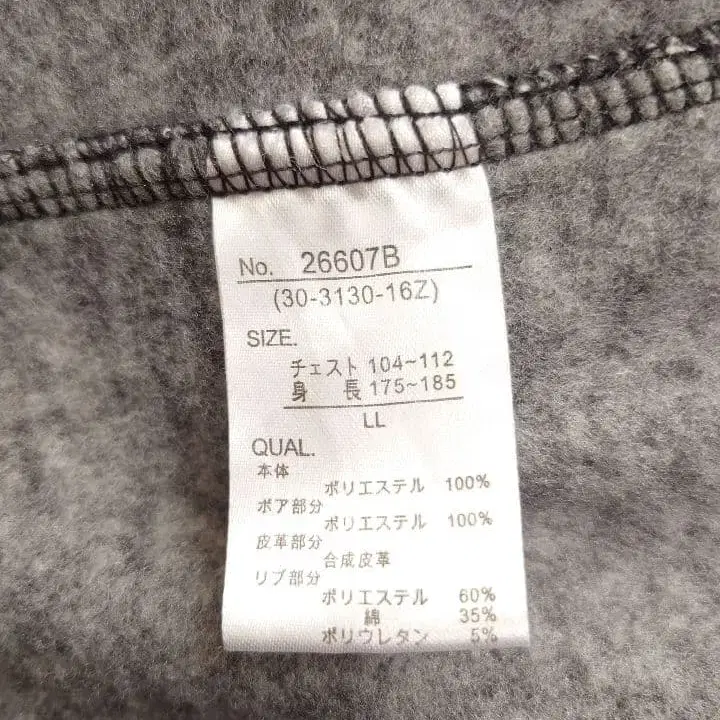 No. 26607B
(30-3130-16Z)
SIZE.
チェスト 104~112
身 長 175~185
LL
QUAL.
本体
ポリエステル 100%
ボア部分
ポリエステル 100%
皮革部分
合成皮革
リブ部分
ポリエステル 60%
綿 35%
ポリウレタン 5%